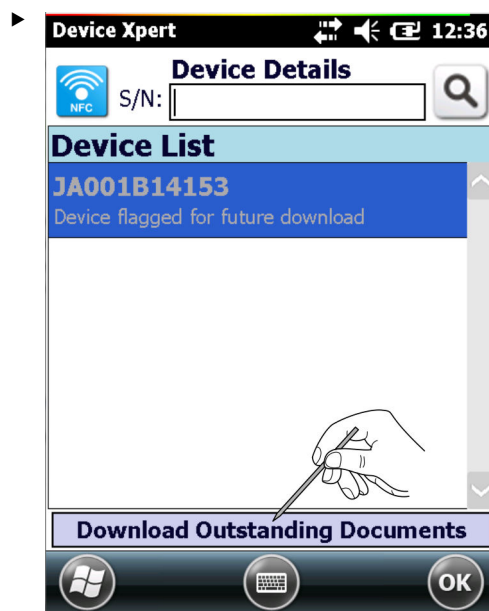 Device Xpert 12:36
Device Details
NFC
S/N:
Device List
JA001B14153
Device flagged for future download
Download Outstanding Documents
OK